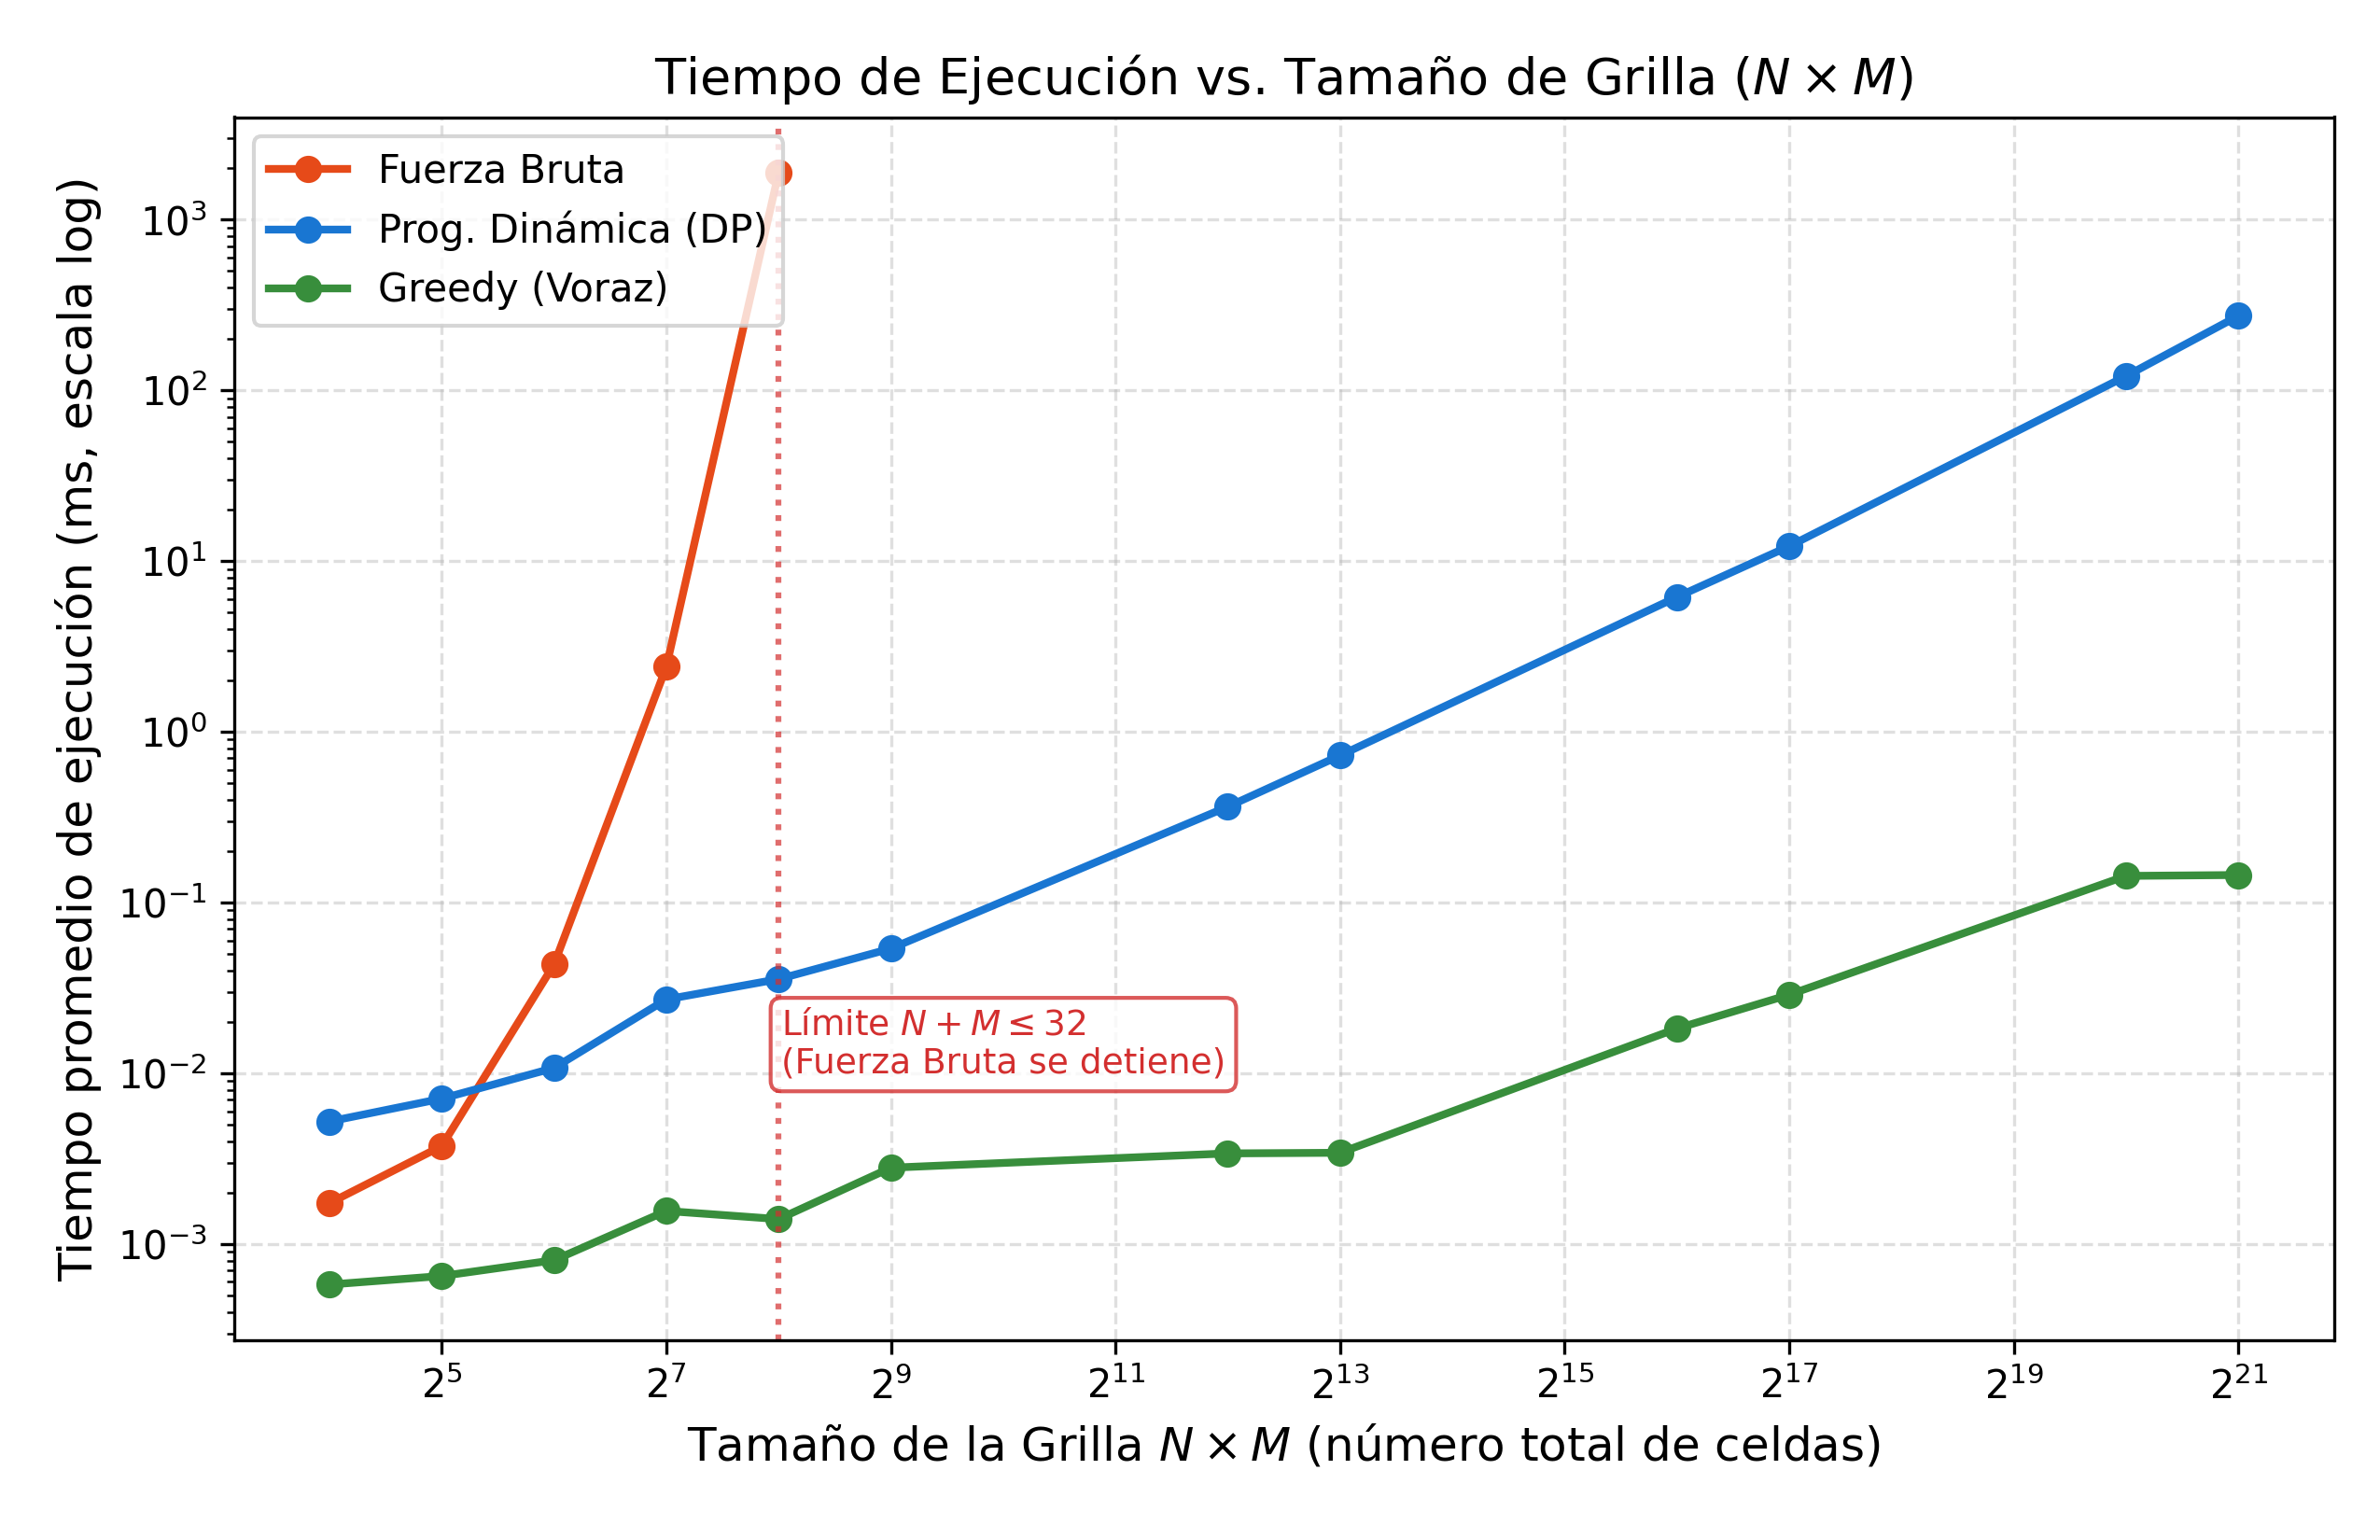 Tiempo de Ejecución vs. Tamaño de Grilla (N × M)
Fuerza Bruta
Prog. Dinámica (DP)
Greedy (Voraz)
Tiempo promedio de ejecución (ms, escala log)
10³
10²
10¹
10⁰
10⁻¹
10⁻²
10⁻³
Límite N + M ≤ 32
(Fuerza Bruta se detiene)
2⁵ 2⁷ 2⁹ 2¹¹ 2¹³ 2¹⁵ 2¹⁷ 2¹⁹ 2²¹
Tamaño de la Grilla N × M (número total de celdas)